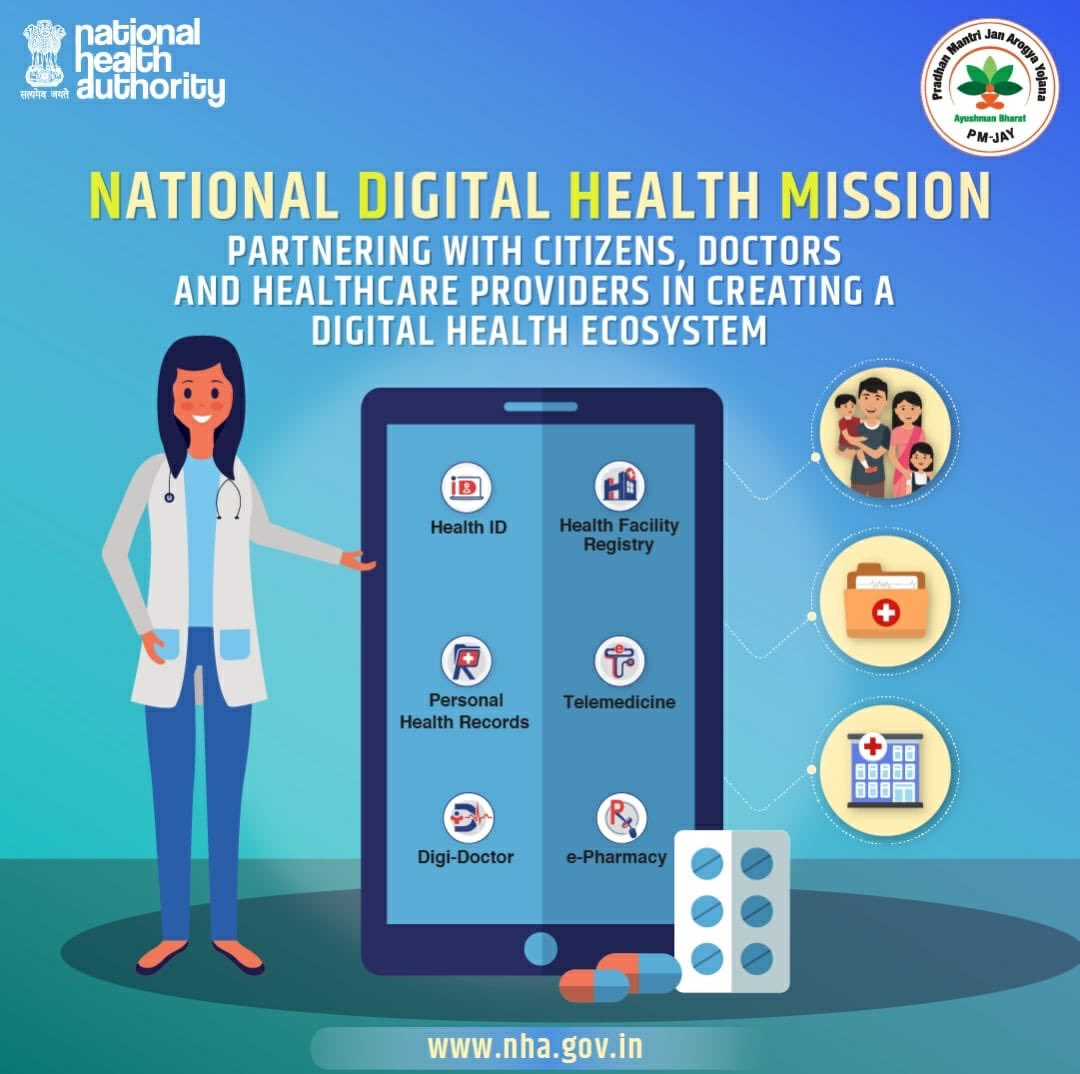 national
health
authority
सत्यमेव जयते
Pradhan Mantri Jan Arogya Yojana
Ayushman Bharat
PM-JAY
NATIONAL DIGITAL HEALTH MISSION
PARTNERING WITH CITIZENS, DOCTORS
AND HEALTHCARE PROVIDERS IN CREATING A
DIGITAL HEALTH ECOSYSTEM
iD
Health ID
H
Health Facility
Registry
R
Personal
Health Records
e
T
Telemedicine
D
Digi-Doctor
R
e-Pharmacy
www.nha.gov.in